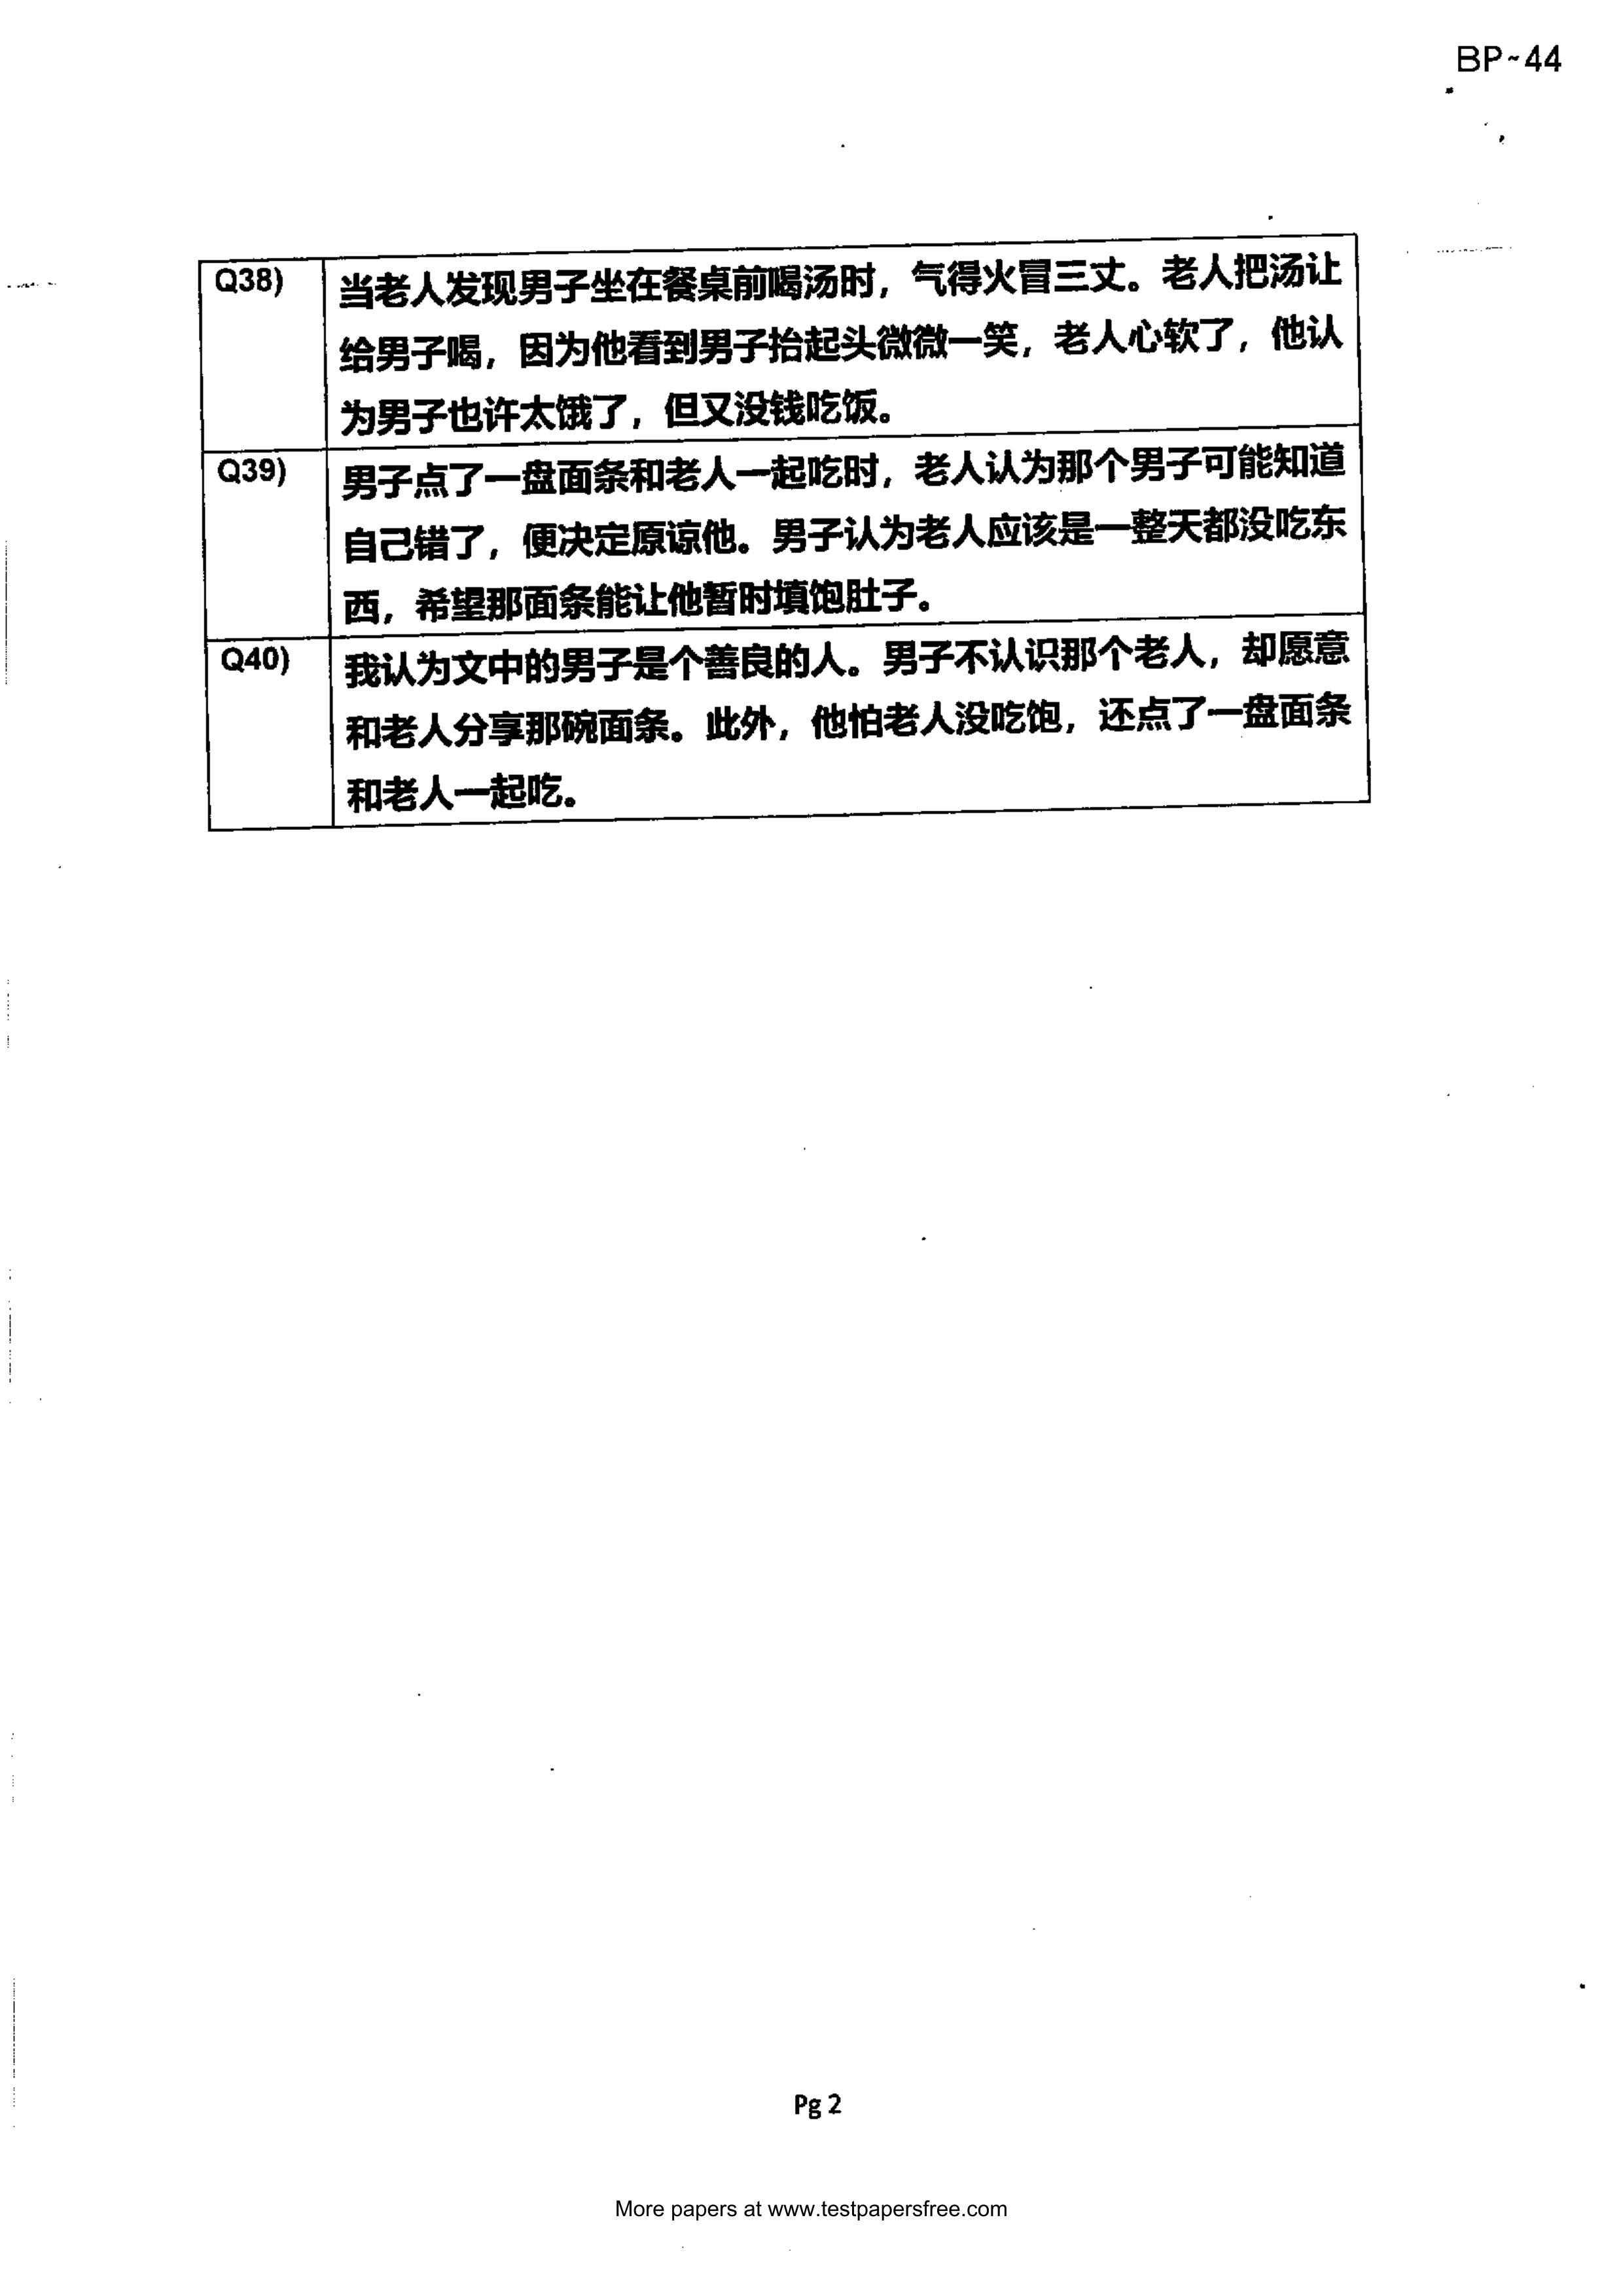 BP~44
Q38)
当老人发现男子坐在餐桌前喝汤时，气得火冒三丈。老人把汤让
给男子喝，因为他看到男子抬起头微微一笑，老人心软了，他认
为男子也许太饿了，但又没钱吃饭。
Q39)
男子点了一盘面条和老人一起吃时，老人认为那个男子可能知道
自己错了，便决定原谅他。男子认为老人应该是一整天都没吃东
西，希望那面条能让他暂时填饱肚子。
Q40)
我认为文中的男子是个善良的人。男子不认识那个老人，却愿意
和老人分享那碗面条。此外，他怕老人没吃饱，还点了一盘面条
和老人一起吃。
Pg 2
More papers at www.testpapersfree.com